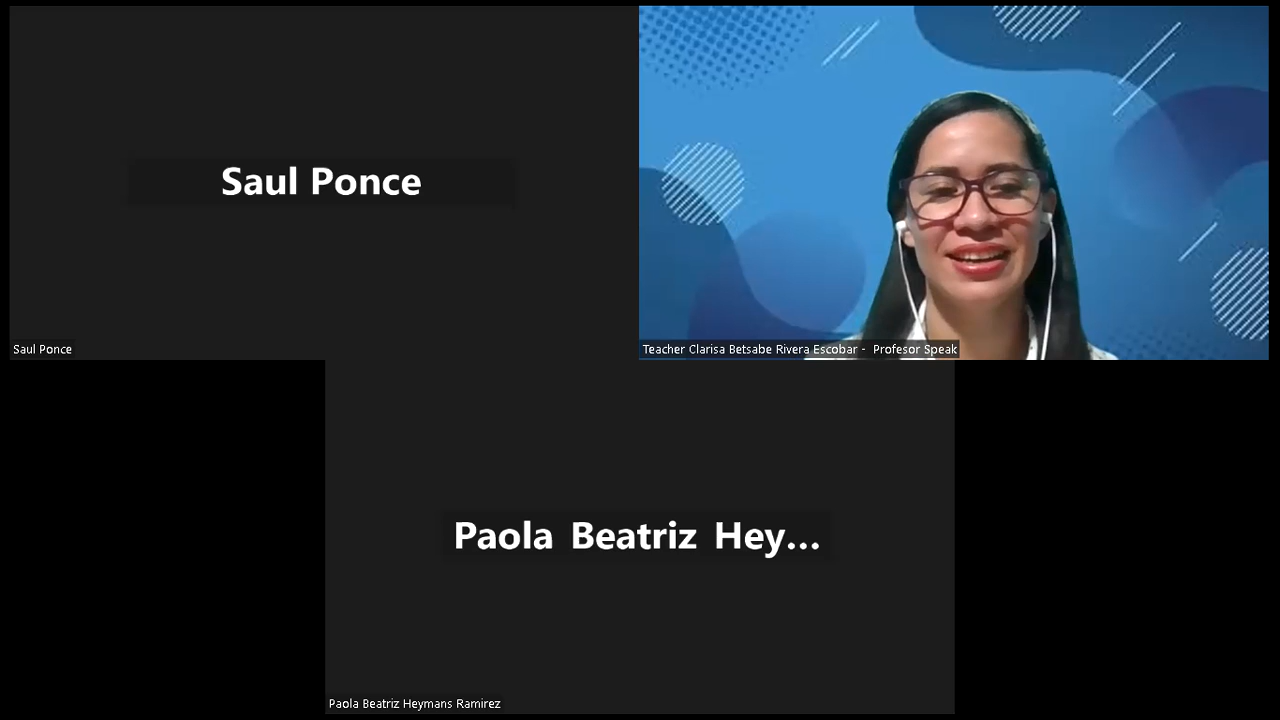 Saul Ponce
Saul Ponce
Teacher Clarisa Betsabe Rivera Escobar - Profesor Speak
Paola Beatriz Hey...
Paola Beatriz Heymans Ramirez